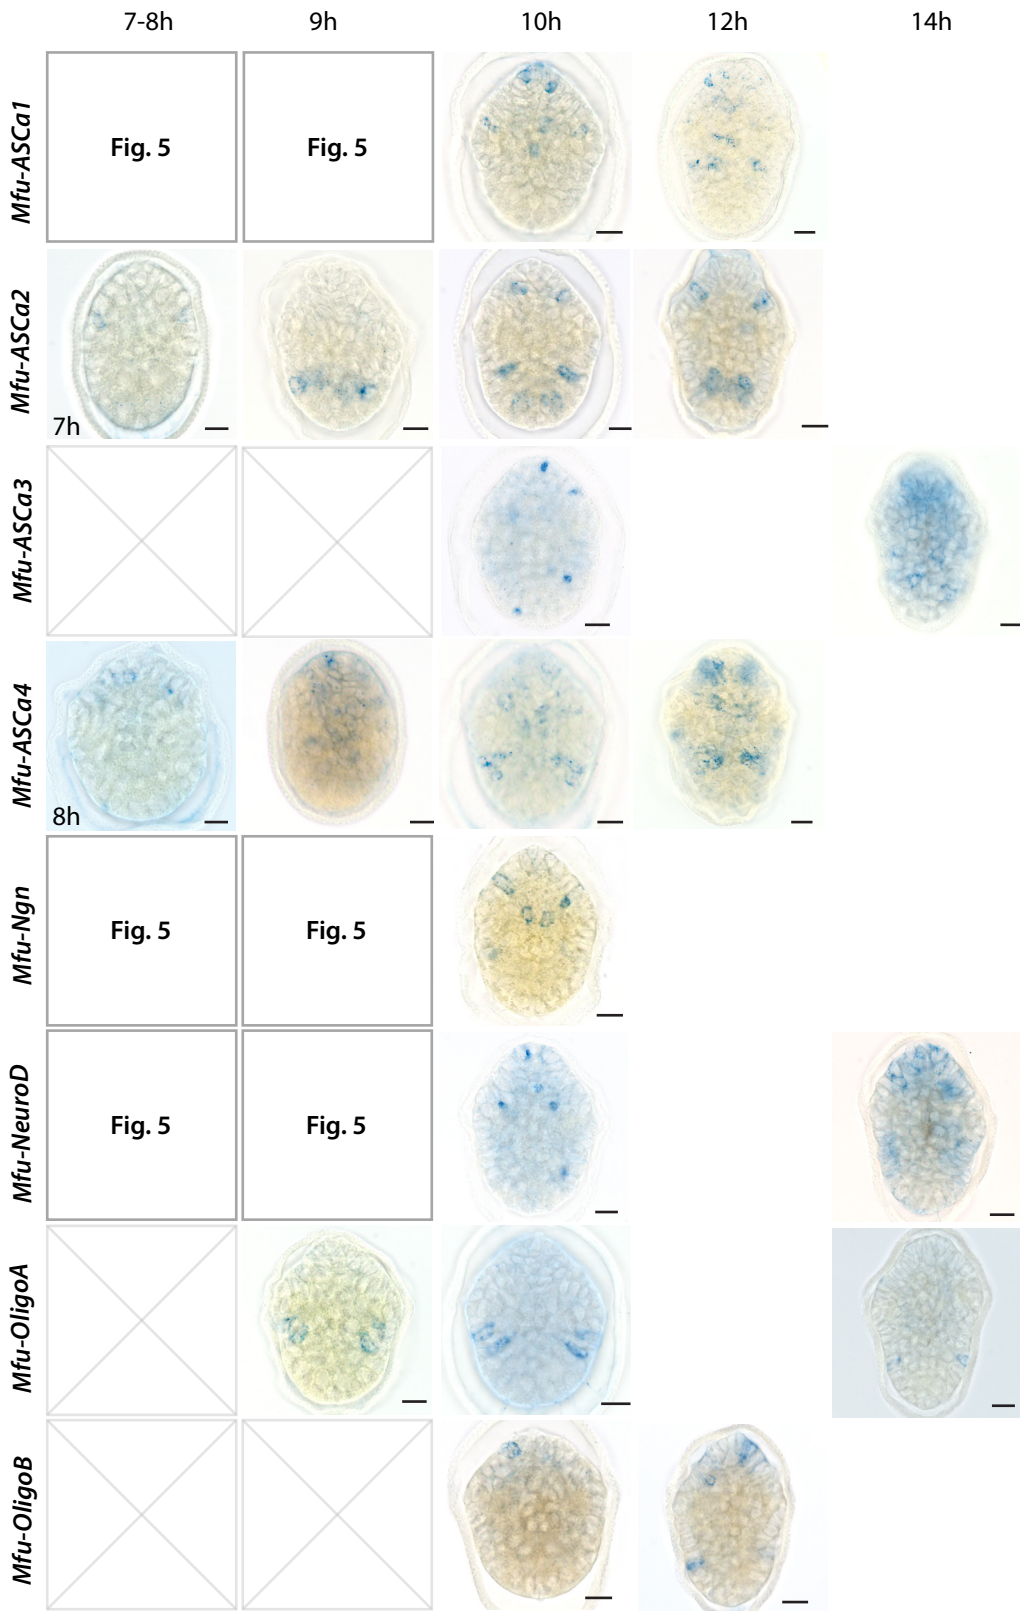 7-8h 9h 10h 12h 14h
Mfu-ASCa1
Fig. 5 Fig. 5
Mfu-ASCa2
7h
Mfu-ASCa3
Mfu-ASCa4
8h
Mfu-Ngn
Fig. 5 Fig. 5
Mfu-NeuroD
Fig. 5 Fig. 5
Mfu-OligoA
Mfu-OligoB